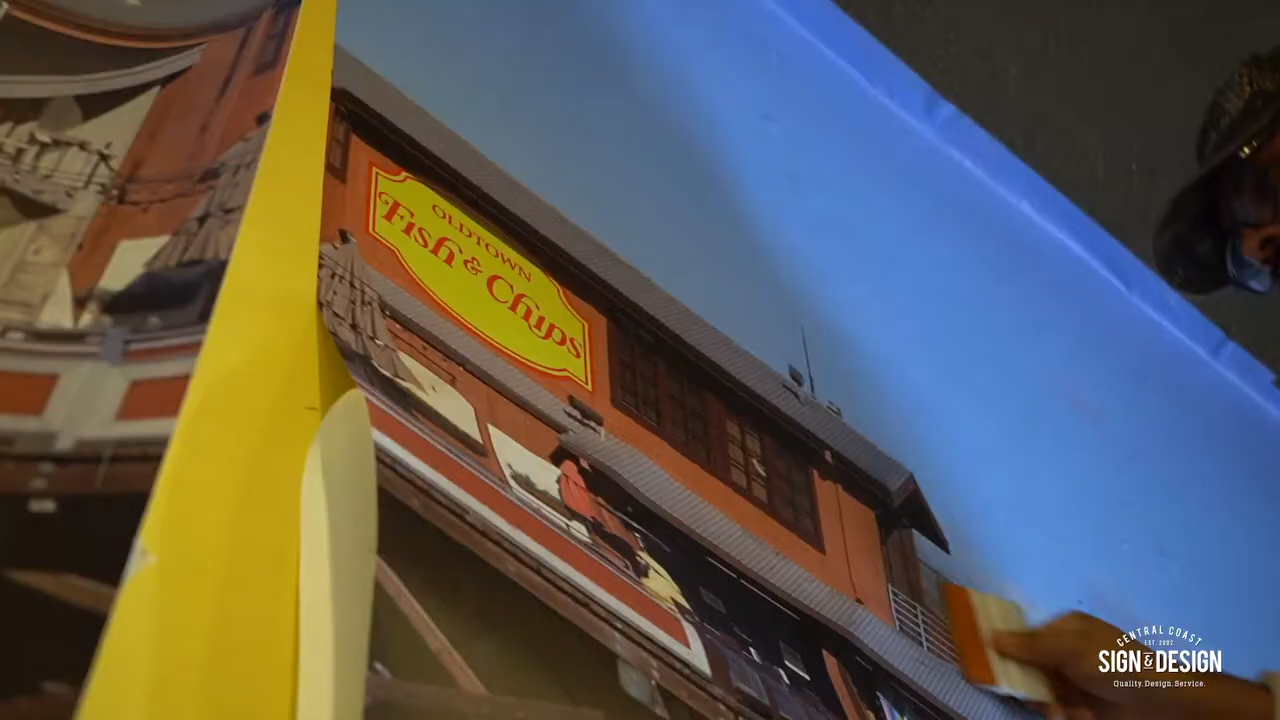 OLDTOWN
Fish & Chips
CENTRAL COAST
EST. 2002
SIGN & DESIGN
Quality. Design. Service.